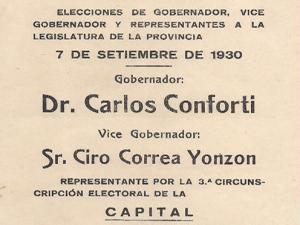 ELECCIONES DE GOBERNADOR, VICE
GOBERNADOR Y REPRESENTANTES A LA
LEGISLATURA DE LA PROVINCIA
7 DE SETIEMBRE DE 1930
Gobernador:
Dr. Carlos Conforti
Vice Gobernador:
Sr. Ciro Correa Yonzon
REPRESENTANTE POR LA 3.ª CIRCUNS-
CRIPCIÓN ELECTORAL DE LA
CAPITAL